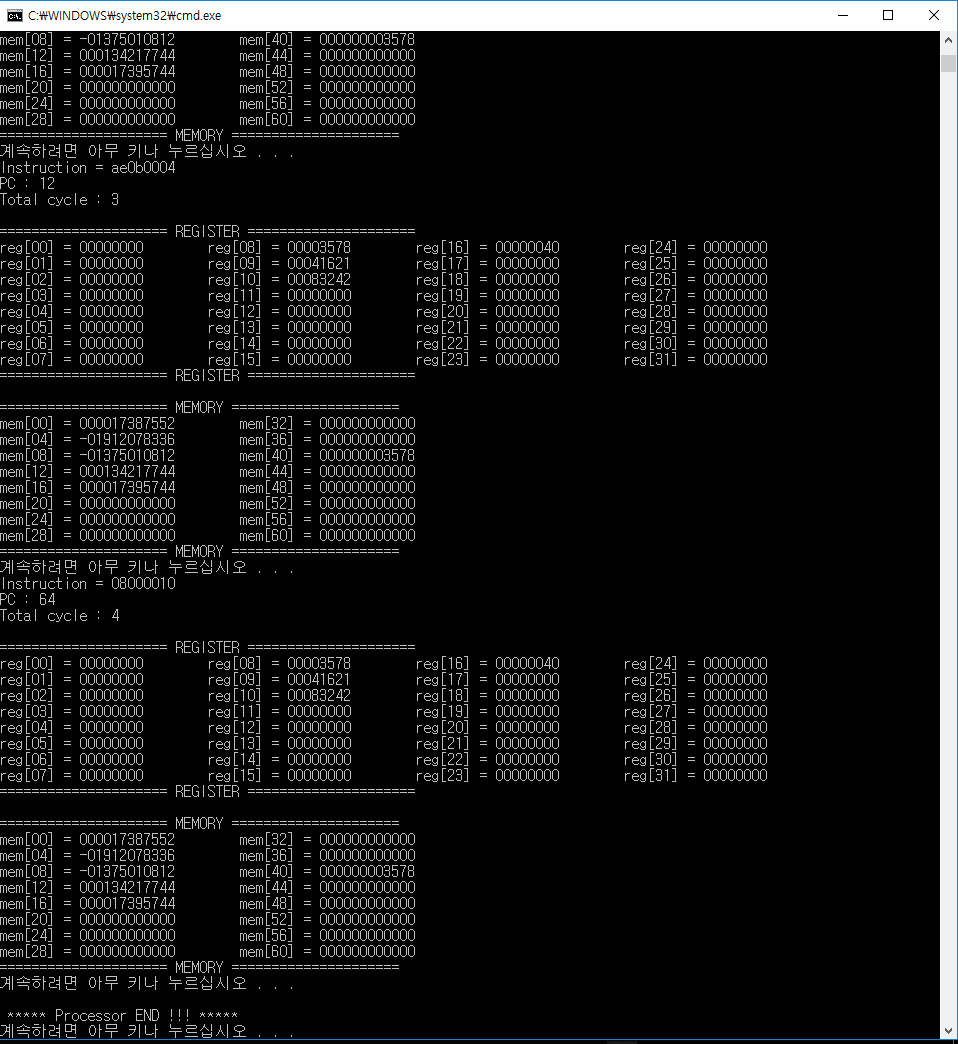 C:₩WINDOWS₩system32₩cmd.exe
mem[08] = -01375010812 mem[40] = 000000003578
mem[12] = 000134217744 mem[44] = 000000000000
mem[16] = 000017395744 mem[48] = 000000000000
mem[20] = 000000000000 mem[52] = 000000000000
mem[24] = 000000000000 mem[56] = 000000000000
mem[28] = 000000000000 mem[60] = 000000000000
===================== MEMORY =====================
계속하려면 아무 키나 누르십시오 . . .
Instruction = ae0b0004
PC : 12
Total cycle : 3
===================== REGISTER =====================
reg[00] = 00000000 reg[08] = 00003578 reg[16] = 00000040 reg[24] = 00000000
reg[01] = 00000000 reg[09] = 00041621 reg[17] = 00000000 reg[25] = 00000000
reg[02] = 00000000 reg[10] = 00083242 reg[18] = 00000000 reg[26] = 00000000
reg[03] = 00000000 reg[11] = 00000000 reg[19] = 00000000 reg[27] = 00000000
reg[04] = 00000000 reg[12] = 00000000 reg[20] = 00000000 reg[28] = 00000000
reg[05] = 00000000 reg[13] = 00000000 reg[21] = 00000000 reg[29] = 00000000
reg[06] = 00000000 reg[14] = 00000000 reg[22] = 00000000 reg[30] = 00000000
reg[07] = 00000000 reg[15] = 00000000 reg[23] = 00000000 reg[31] = 00000000
===================== REGISTER =====================
===================== MEMORY =====================
mem[00] = 000017387552 mem[32] = 000000000000
mem[04] = -01912078336 mem[36] = 000000000000
mem[08] = -01375010812 mem[40] = 000000003578
mem[12] = 000134217744 mem[44] = 000000000000
mem[16] = 000017395744 mem[48] = 000000000000
mem[20] = 000000000000 mem[52] = 000000000000
mem[24] = 000000000000 mem[56] = 000000000000
mem[28] = 000000000000 mem[60] = 000000000000
===================== MEMORY =====================
계속하려면 아무 키나 누르십시오 . . .
Instruction = 08000010
PC : 64
Total cycle : 4
===================== REGISTER =====================
reg[00] = 00000000 reg[08] = 00003578 reg[16] = 00000040 reg[24] = 00000000
reg[01] = 00000000 reg[09] = 00041621 reg[17] = 00000000 reg[25] = 00000000
reg[02] = 00000000 reg[10] = 00083242 reg[18] = 00000000 reg[26] = 00000000
reg[03] = 00000000 reg[11] = 00000000 reg[19] = 00000000 reg[27] = 00000000
reg[04] = 00000000 reg[12] = 00000000 reg[20] = 00000000 reg[28] = 00000000
reg[05] = 00000000 reg[13] = 00000000 reg[21] = 00000000 reg[29] = 00000000
reg[06] = 00000000 reg[14] = 00000000 reg[22] = 00000000 reg[30] = 00000000
reg[07] = 00000000 reg[15] = 00000000 reg[23] = 00000000 reg[31] = 00000000
===================== REGISTER =====================
===================== MEMORY =====================
mem[00] = 000017387552 mem[32] = 000000000000
mem[04] = -01912078336 mem[36] = 000000000000
mem[08] = -01375010812 mem[40] = 000000003578
mem[12] = 000134217744 mem[44] = 000000000000
mem[16] = 000017395744 mem[48] = 000000000000
mem[20] = 000000000000 mem[52] = 000000000000
mem[24] = 000000000000 mem[56] = 000000000000
mem[28] = 000000000000 mem[60] = 000000000000
===================== MEMORY =====================
계속하려면 아무 키나 누르십시오 . . .
***** Processor END !!! *****
계속하려면 아무 키나 누르십시오 . . .